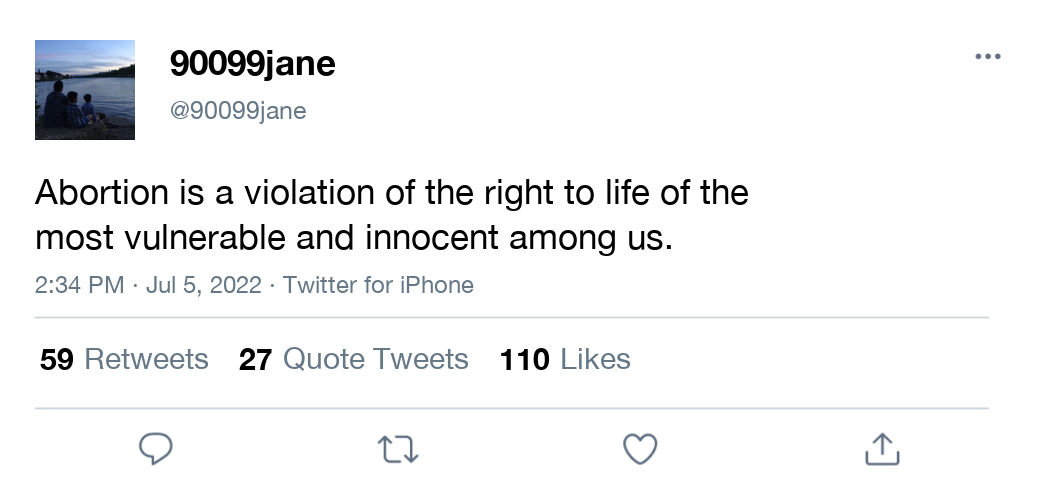 90099jane
@90099jane
Abortion is a violation of the right to life of the
most vulnerable and innocent among us.
2:34 PM · Jul 5, 2022 · Twitter for iPhone
59 Retweets 27 Quote Tweets 110 Likes